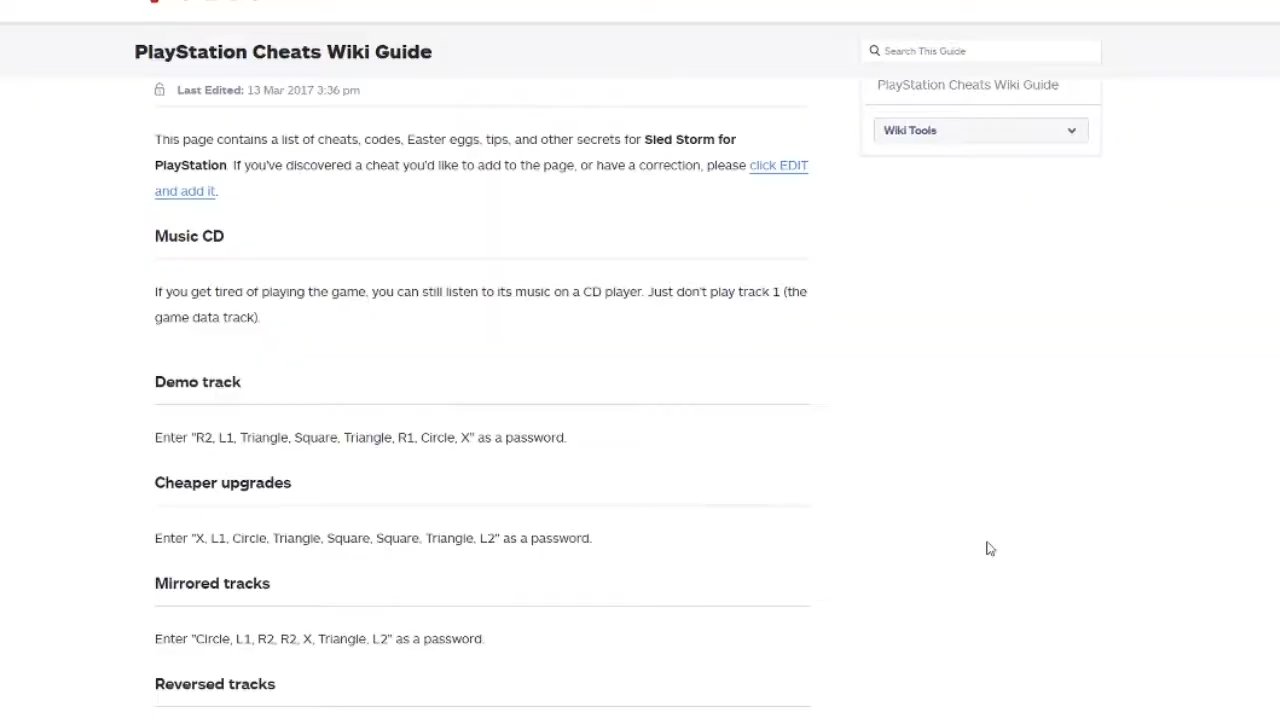 PlayStation Cheats Wiki Guide
Search This Guide
Last Edited: 13 Mar 2017 3:36 pm
PlayStation Cheats Wiki Guide
Wiki Tools
This page contains a list of cheats, codes, Easter eggs, tips, and other secrets for Sled Storm for
PlayStation. If you've discovered a cheat you'd like to add to the page, or have a correction, please click EDIT
and add it.
Music CD
If you get tired of playing the game, you can still listen to its music on a CD player. Just don't play track 1 (the
game data track).
Demo track
Enter "R2, L1, Triangle, Square, Triangle, R1, Circle, X" as a password.
Cheaper upgrades
Enter "X, L1, Circle, Triangle, Square, Square, Triangle, L2" as a password.
Mirrored tracks
Enter "Circle, L1, R2, R2, X, Triangle, L2" as a password.
Reversed tracks